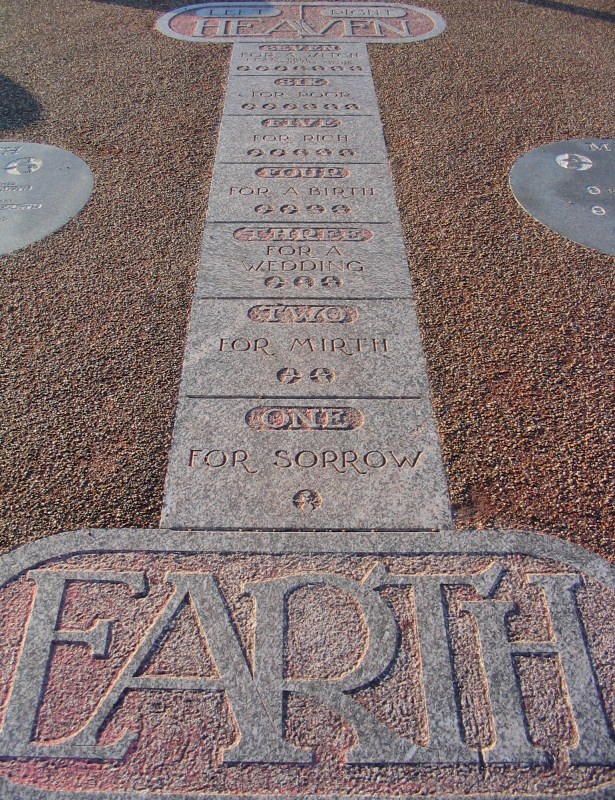 LEFT RIGHT
HEAVEN
SEVEN
SIX
FOR POOR
FIVE
FOR RICH
FOUR
FOR A BIRTH
THREE
FOR A
WEDDING
TWO
FOR MIRTH
ONE
FOR SORROW
EARTH
M